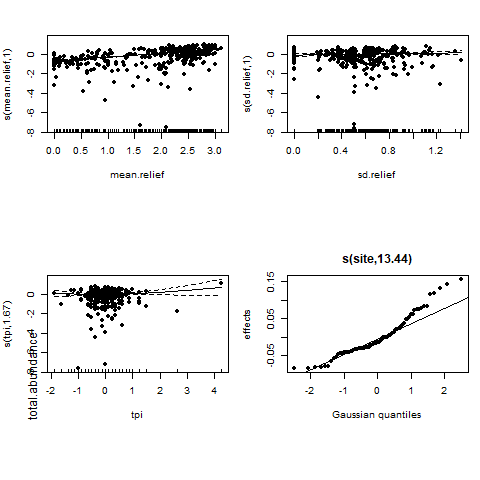 s(mean.relief,1)
0
-2
-4
-6
-8
0.0 0.5 1.0 1.5 2.0 2.5 3.0
mean.relief
s(sd.relief,1)
0
-2
-4
-6
-8
0.0 0.4 0.8 1.2
sd.relief
total.abundance
s(tpi,1.67)
0
-2
-4
-6
-8
-2 -1 0 1 2 3 4
tpi
s(site,13.44)
effects
0.15
0.05
-0.05
-2 -1 0 1 2
Gaussian quantiles